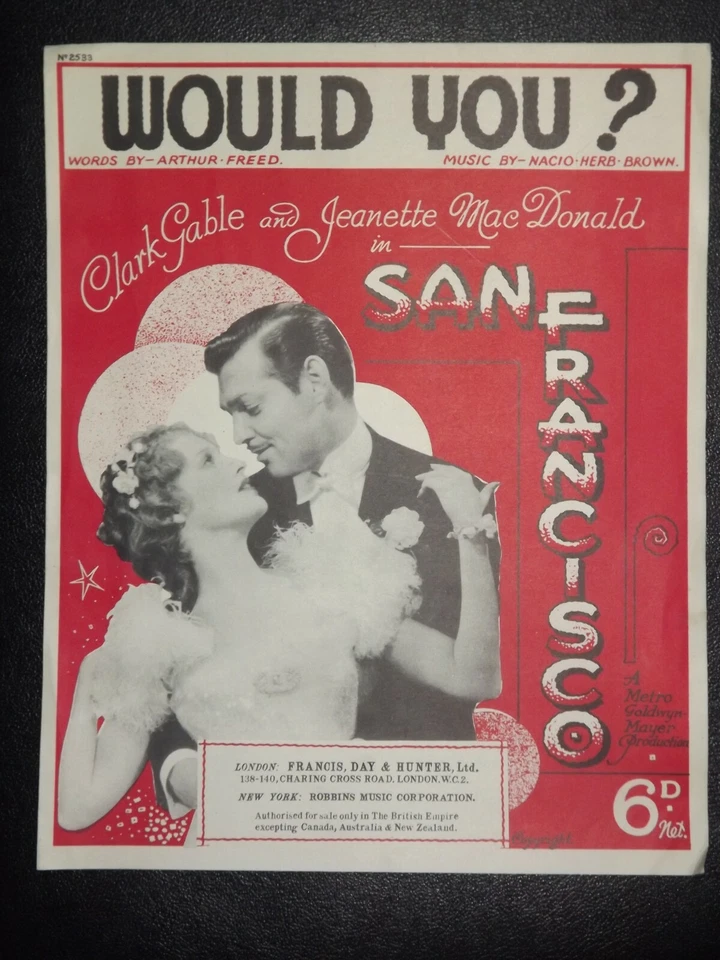 Nº 2533
WOULD YOU?
WORDS BY — ARTHUR · FREED.
MUSIC BY — NACIO · HERB · BROWN.
Clark Gable and Jeanette MacDonald
in
SAN
FRANCISCO
A
Metro
Goldwyn-
Mayer
Production
LONDON: FRANCIS, DAY & HUNTER, Ltd.
138-140, CHARING CROSS ROAD, LONDON, W.C.2.
NEW YORK: ROBBINS MUSIC CORPORATION.
Authorised for sale only in The British Empire
excepting Canada, Australia & New Zealand.
6D.
Net.